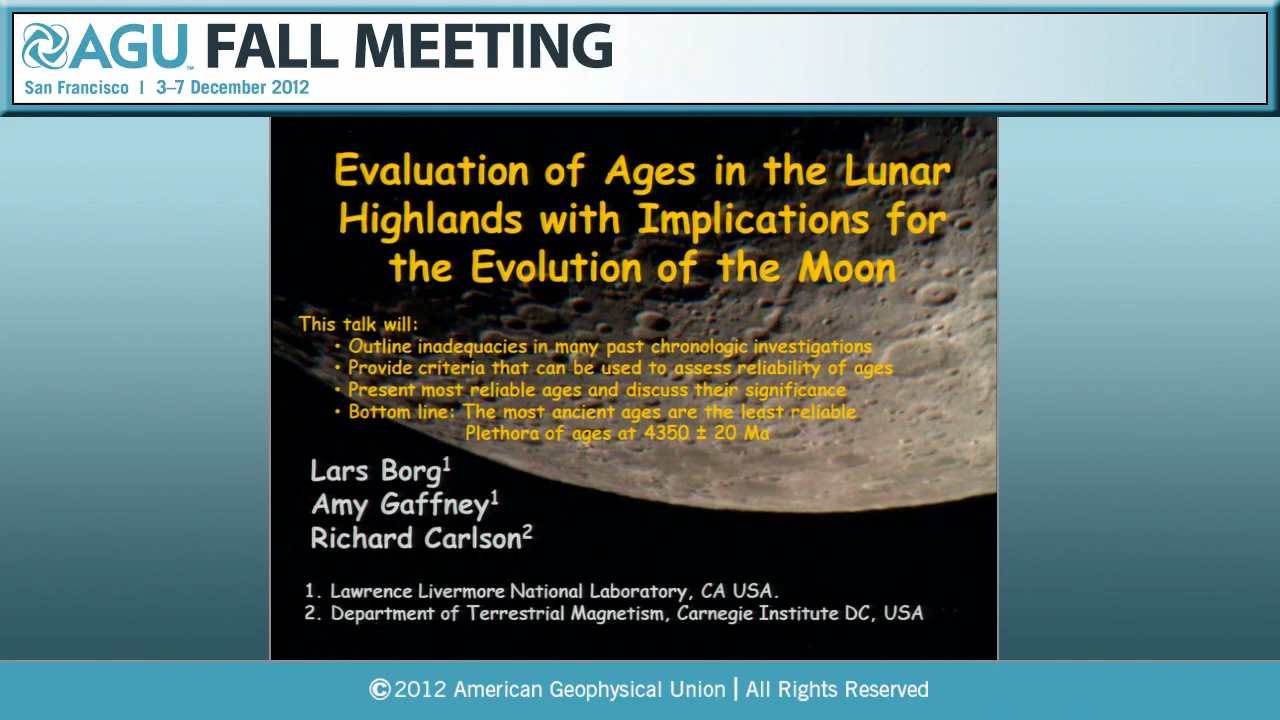 AGU™ FALL MEETING
San Francisco | 3–7 December 2012
Evaluation of Ages in the Lunar
Highlands with Implications for
the Evolution of the Moon
This talk will:
• Outline inadequacies in many past chronologic investigations
• Provide criteria that can be used to assess reliability of ages
• Present most reliable ages and discuss their significance
• Bottom line: The most ancient ages are the least reliable
Plethora of ages at 4350 ± 20 Ma
Lars Borg¹
Amy Gaffney¹
Richard Carlson²
1. Lawrence Livermore National Laboratory, CA USA.
2. Department of Terrestrial Magnetism, Carnegie Institute DC, USA
©2012 American Geophysical Union | All Rights Reserved